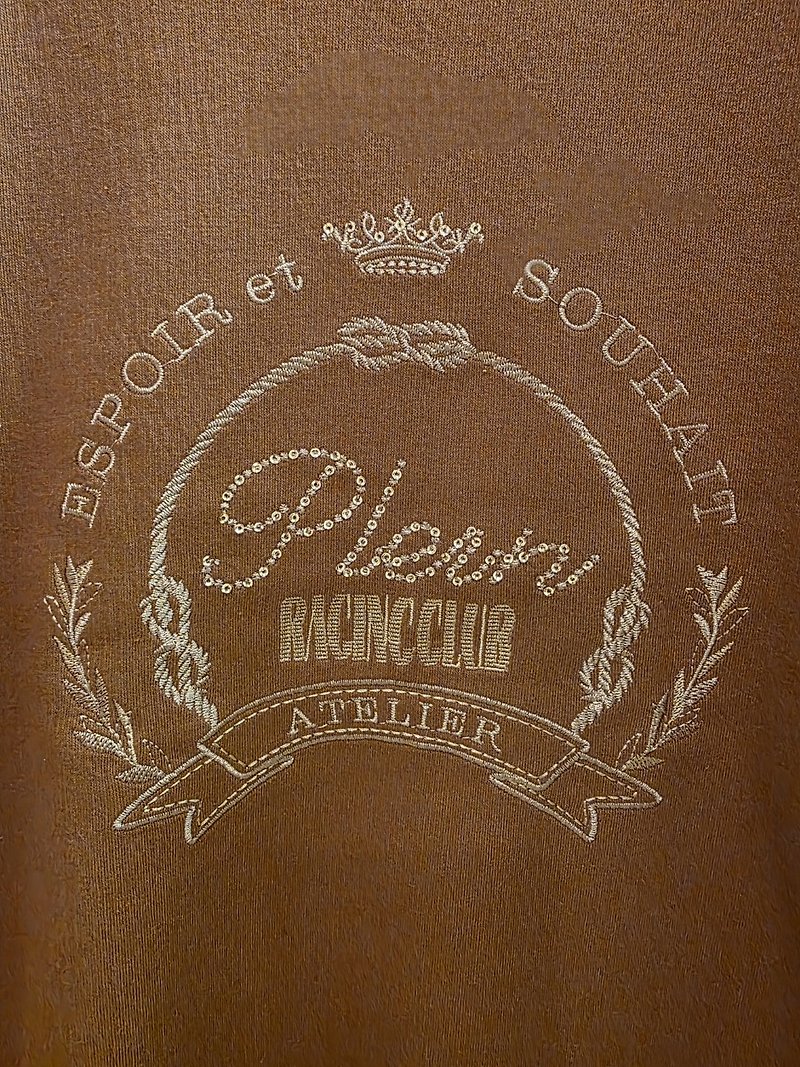 ESPOIR et SOUHAIT
Plein
RACING CLUB
ATELIER